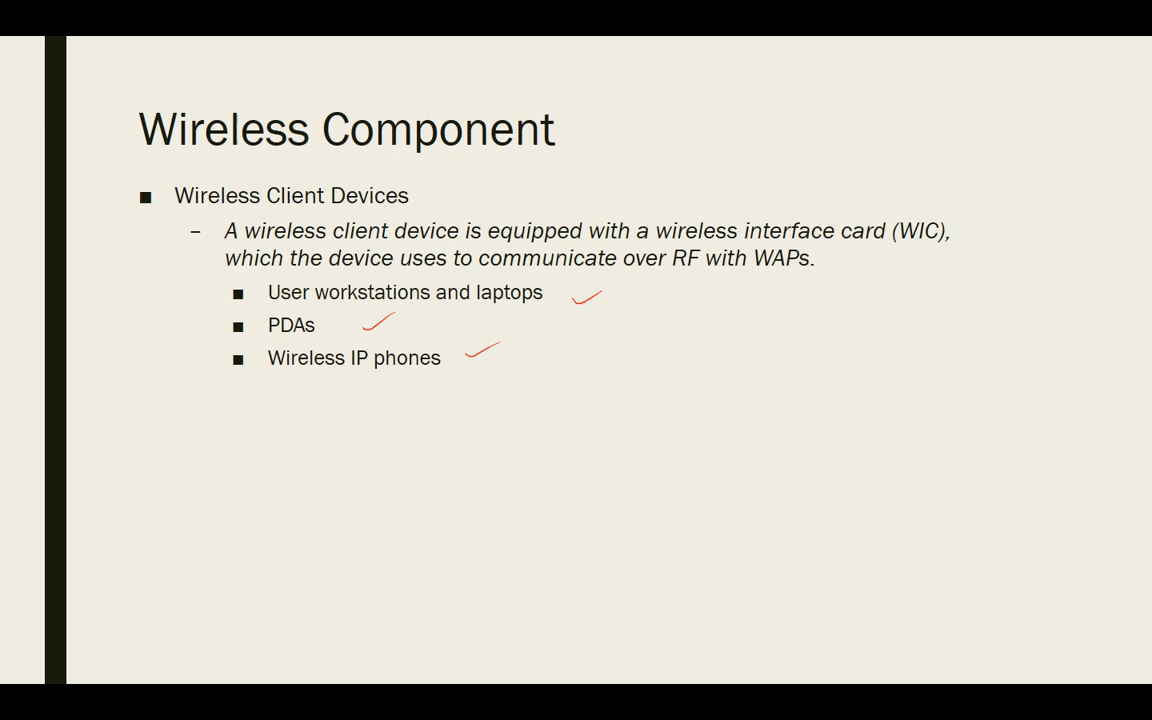 Wireless Component
■ Wireless Client Devices
– A wireless client device is equipped with a wireless interface card (WIC),
which the device uses to communicate over RF with WAPs.
■ User workstations and laptops
■ PDAs
■ Wireless IP phones